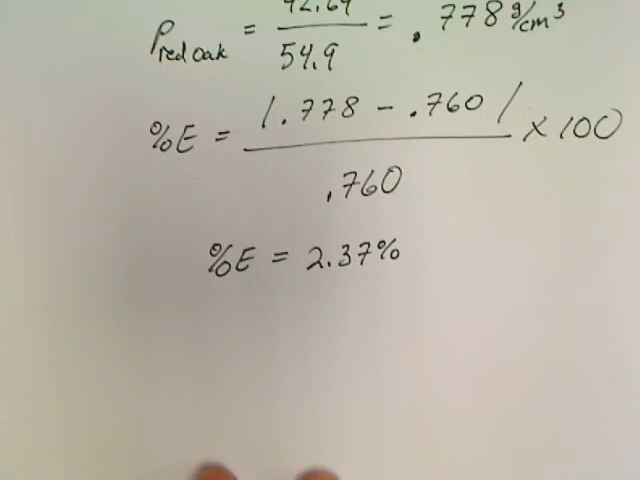 ρred oak = 42.69/54.9 = .778 g/cm³
%E = |.778 - .760| / .760 × 100
%E = 2.37%